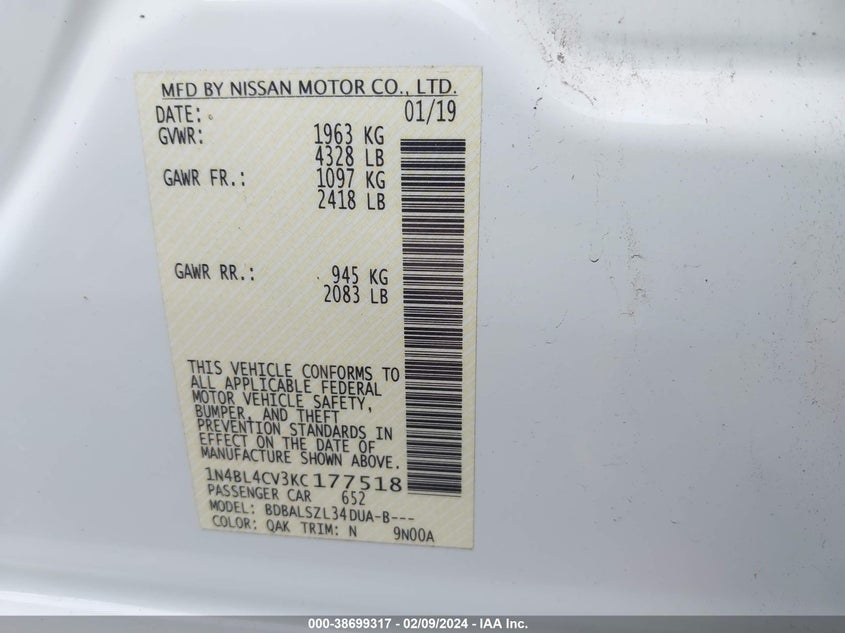 MFD BY NISSAN MOTOR CO., LTD.
DATE: 01/19
GVWR: 1963 KG
4328 LB
GAWR FR.: 1097 KG
2418 LB
GAWR RR.: 945 KG
2083 LB
THIS VEHICLE CONFORMS TO
ALL APPLICABLE FEDERAL
MOTOR VEHICLE SAFETY,
BUMPER, AND THEFT
PREVENTION STANDARDS IN
EFFECT ON THE DATE OF
MANUFACTURE SHOWN ABOVE.
1N4BL4CV3KC177518
PASSENGER CAR 652
MODEL: BDBALSZL34DUA-B---
COLOR: QAK TRIM: N 9N00A
000-38699317 - 02/09/2024 - IAA Inc.